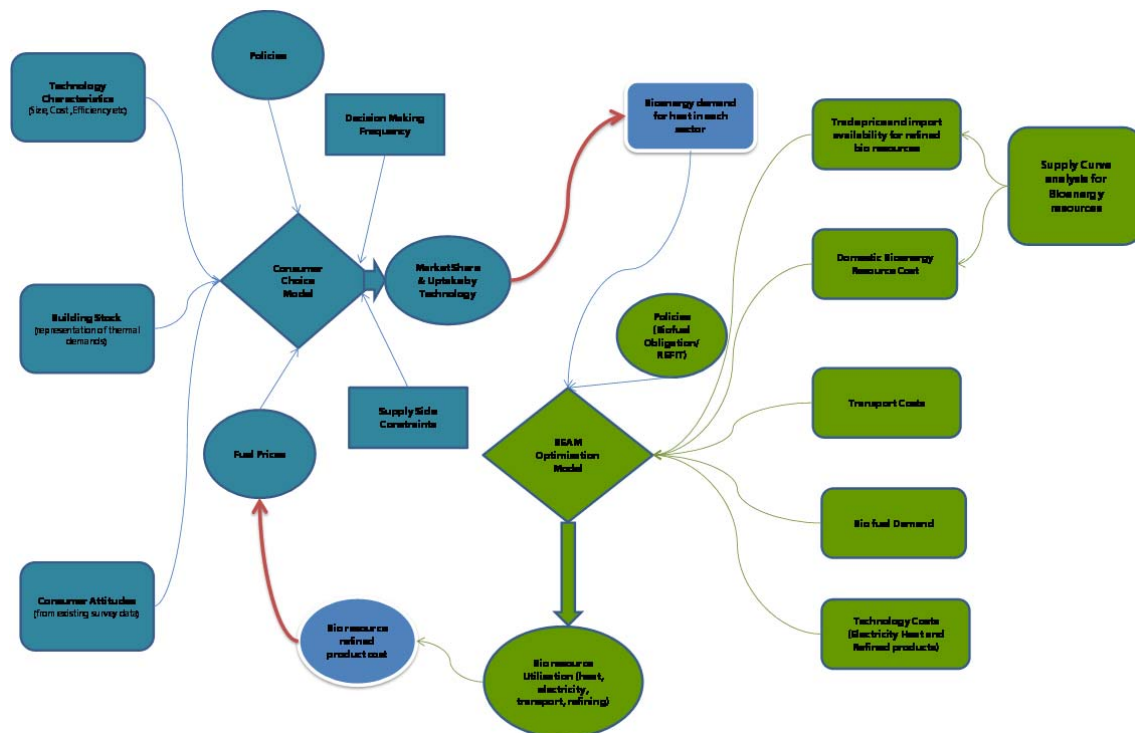 Policies
Technology
Characteristics
(Size, Cost, Efficiency etc)
Decision Making
Frequency
Bioenergy demand
for heat in each
sector
Trade price and import
availability for refined
bio resources
Supply Curve
analysis for
Bioenergy
resources
Consumer
Choice
Model
Market Share
& Uptake by
Technology
Domestic Bioenergy
Resource Cost
Building Stock
(representation of thermal
demands)
Policies
(Biofuel
Obligation/
REFIT)
Supply Side
Constraints
Transport Costs
Fuel Prices
BEAM
Optimisation
Model
Bio fuel Demand
Consumer Attitudes
(from existing survey data)
Technology Costs
(Electricity Heat and
Refined products)
Bio resource
refined
product cost
Bio resource
Utilisation (heat,
electricity,
transport, refining)